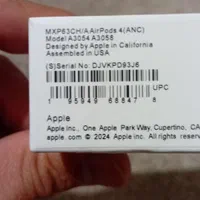 MXP63CH/A AirPods 4 (ANC)
Model A3054 A3058
Designed by Apple in California
Assembled in USA
(S) Serial No: DJVKPD93J6
UPC
1 95949 68847 8
Apple
Apple Inc., One Apple Park Way, Cupertino, CA
apple.com © 2024 Apple Inc. All rights reserved